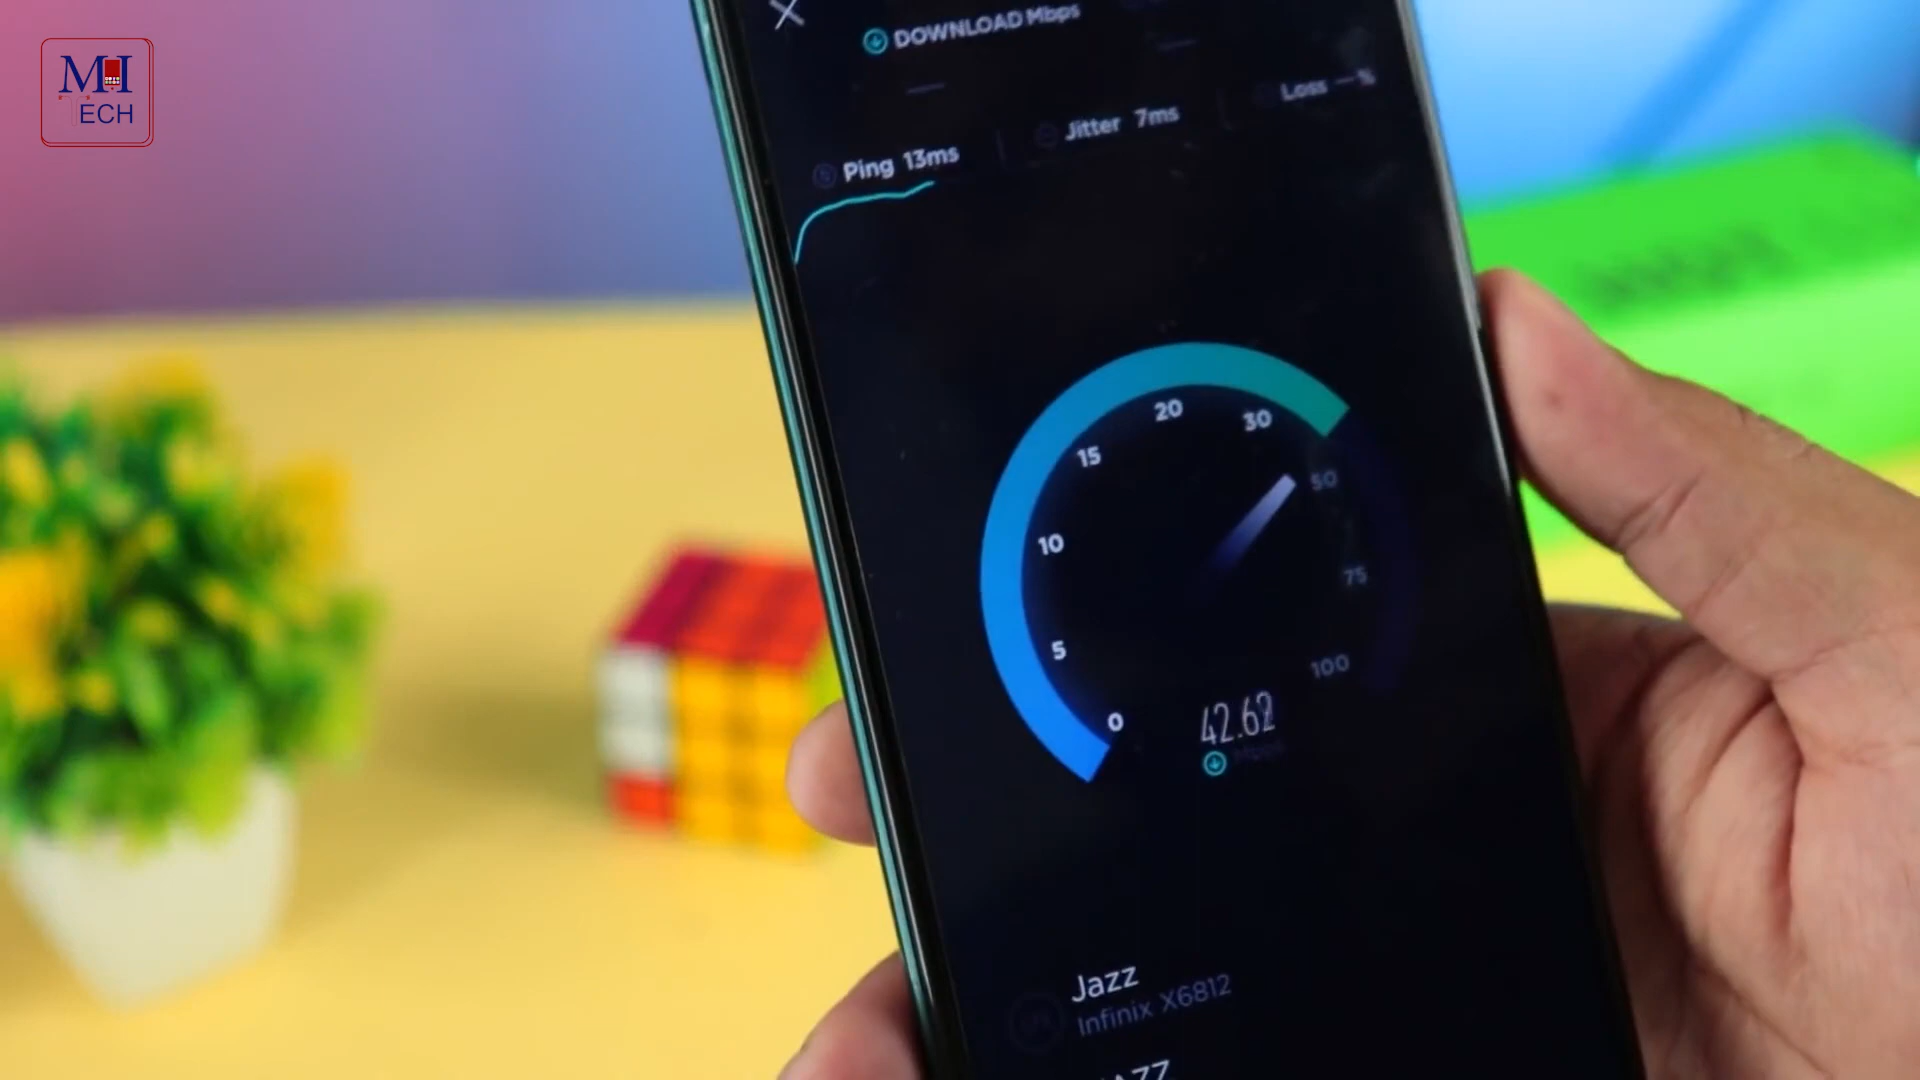 MI
TECH
DOWNLOAD Mbps
Ping 13ms
Jitter 7ms
Loss — %
0
5
10
15
20
30
50
75
100
42.62
Mbps
Jazz
Infinix X6812